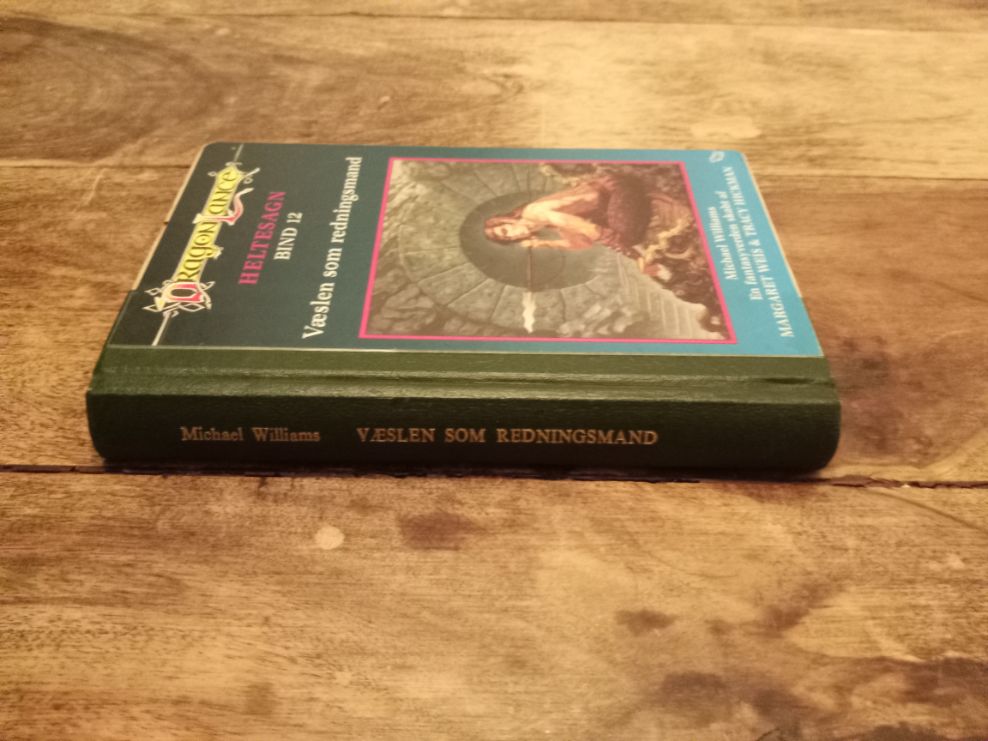 DRAGONLANCE
HELTESAGN
BIND 12
Væslen som redningsmand
Michael Williams
En fantasyverden skabt af
MARGARET WEIS & TRACY HICKMAN
Michael Williams VÆSLEN SOM REDNINGSMAND